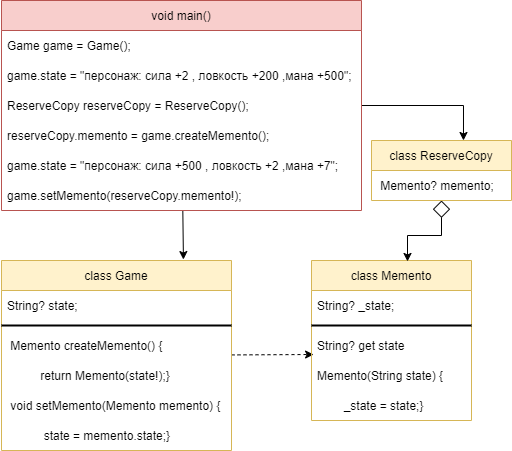 void main()
Game game = Game();
game.state = "персонаж: сила +2 , ловкость +200 ,мана +500";
ReserveCopy reserveCopy = ReserveCopy();
reserveCopy.memento = game.createMemento();
game.state = "персонаж: сила +500 , ловкость +2 ,мана +7";
game.setMemento(reserveCopy.memento!);
class ReserveCopy
Memento? memento;
class Game
String? state;
Memento createMemento() {
return Memento(state!);}
void setMemento(Memento memento) {
state = memento.state;}
class Memento
String? _state;
String? get state
Memento(String state) {
_state = state;}